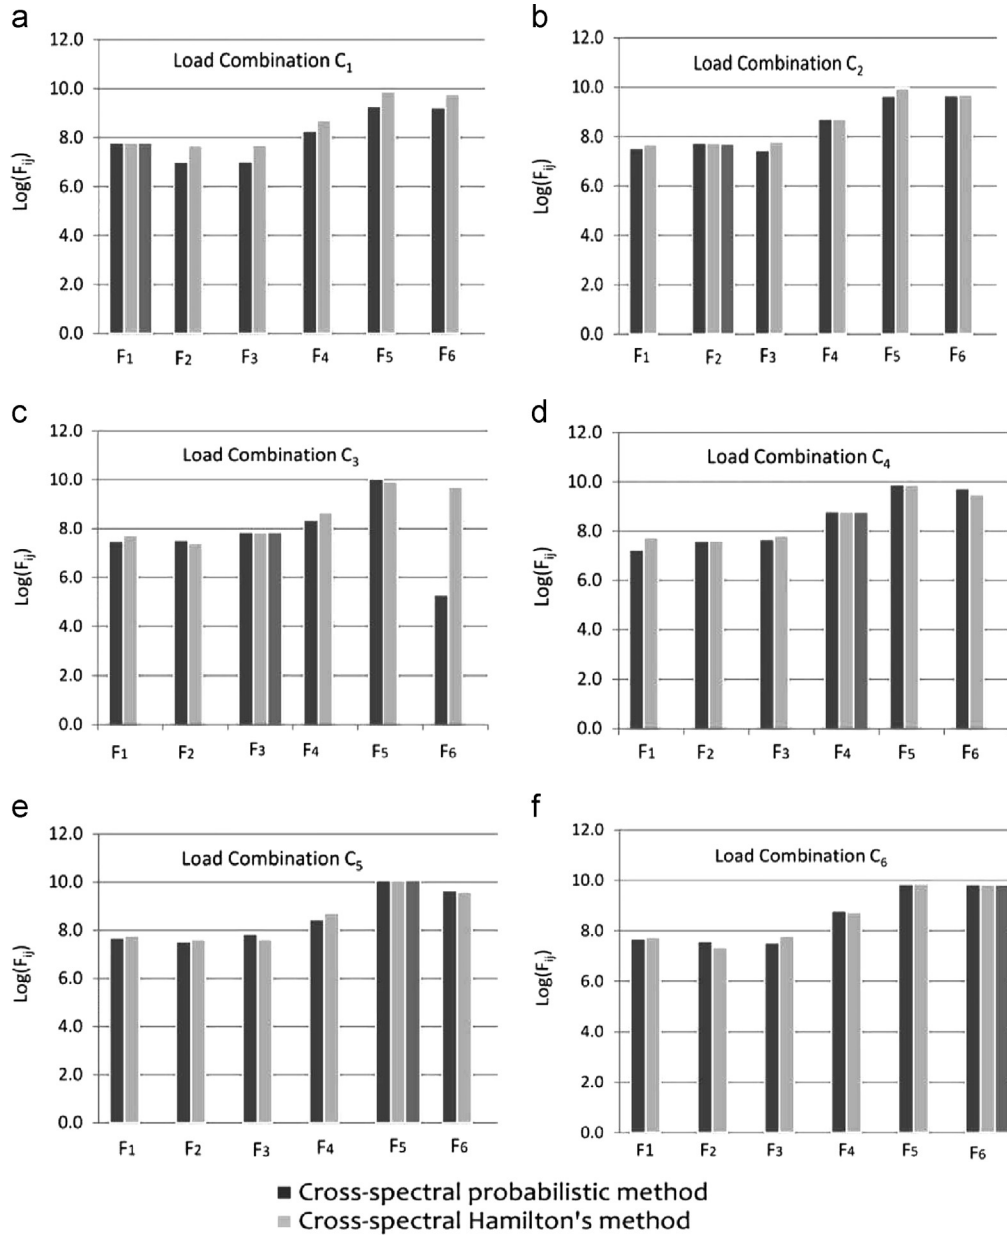 a
Load Combination C1
Log(Fij)
12.0
10.0
8.0
6.0
4.0
2.0
0.0
F1 F2 F3 F4 F5 F6
b
Load Combination C2
Log(Fij)
12.0
10.0
8.0
6.0
4.0
2.0
0.0
F1 F2 F3 F4 F5 F6
c
Load Combination C3
Log(Fij)
12.0
10.0
8.0
6.0
4.0
2.0
0.0
F1 F2 F3 F4 F5 F6
d
Load Combination C4
Log(Fij)
12.0
10.0
8.0
6.0
4.0
2.0
0.0
F1 F2 F3 F4 F5 F6
e
Load Combination C5
Log(Fij)
12.0
10.0
8.0
6.0
4.0
2.0
0.0
F1 F2 F3 F4 F5 F6
f
Load Combination C6
Log(Fij)
12.0
10.0
8.0
6.0
4.0
2.0
0.0
F1 F2 F3 F4 F5 F6
Cross-spectral probabilistic method
Cross-spectral Hamilton's method